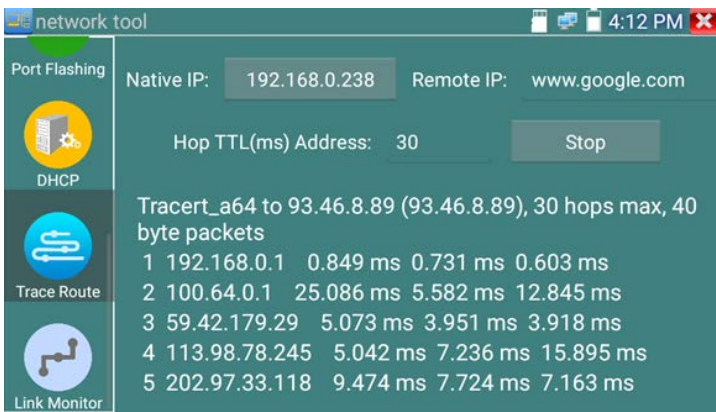 network tool
4:12 PM
Port Flashing
DHCP
Trace Route
Link Monitor
Native IP: 192.168.0.238 Remote IP: www.google.com
Hop TTL(ms) Address: 30 Stop
Tracert_a64 to 93.46.8.89 (93.46.8.89), 30 hops max, 40
byte packets
1 192.168.0.1 0.849 ms 0.731 ms 0.603 ms
2 100.64.0.1 25.086 ms 5.582 ms 12.845 ms
3 59.42.179.29 5.073 ms 3.951 ms 3.918 ms
4 113.98.78.245 5.042 ms 7.236 ms 15.895 ms
5 202.97.33.118 9.474 ms 7.724 ms 7.163 ms